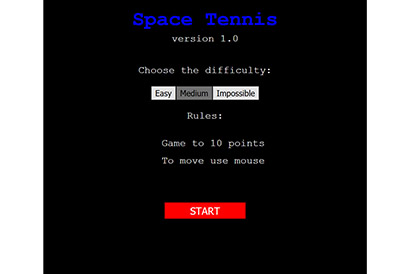 Space Tennis
version 1.0
Choose the difficulty:
Easy Medium Impossible
Rules:
Game to 10 points
To move use mouse
START